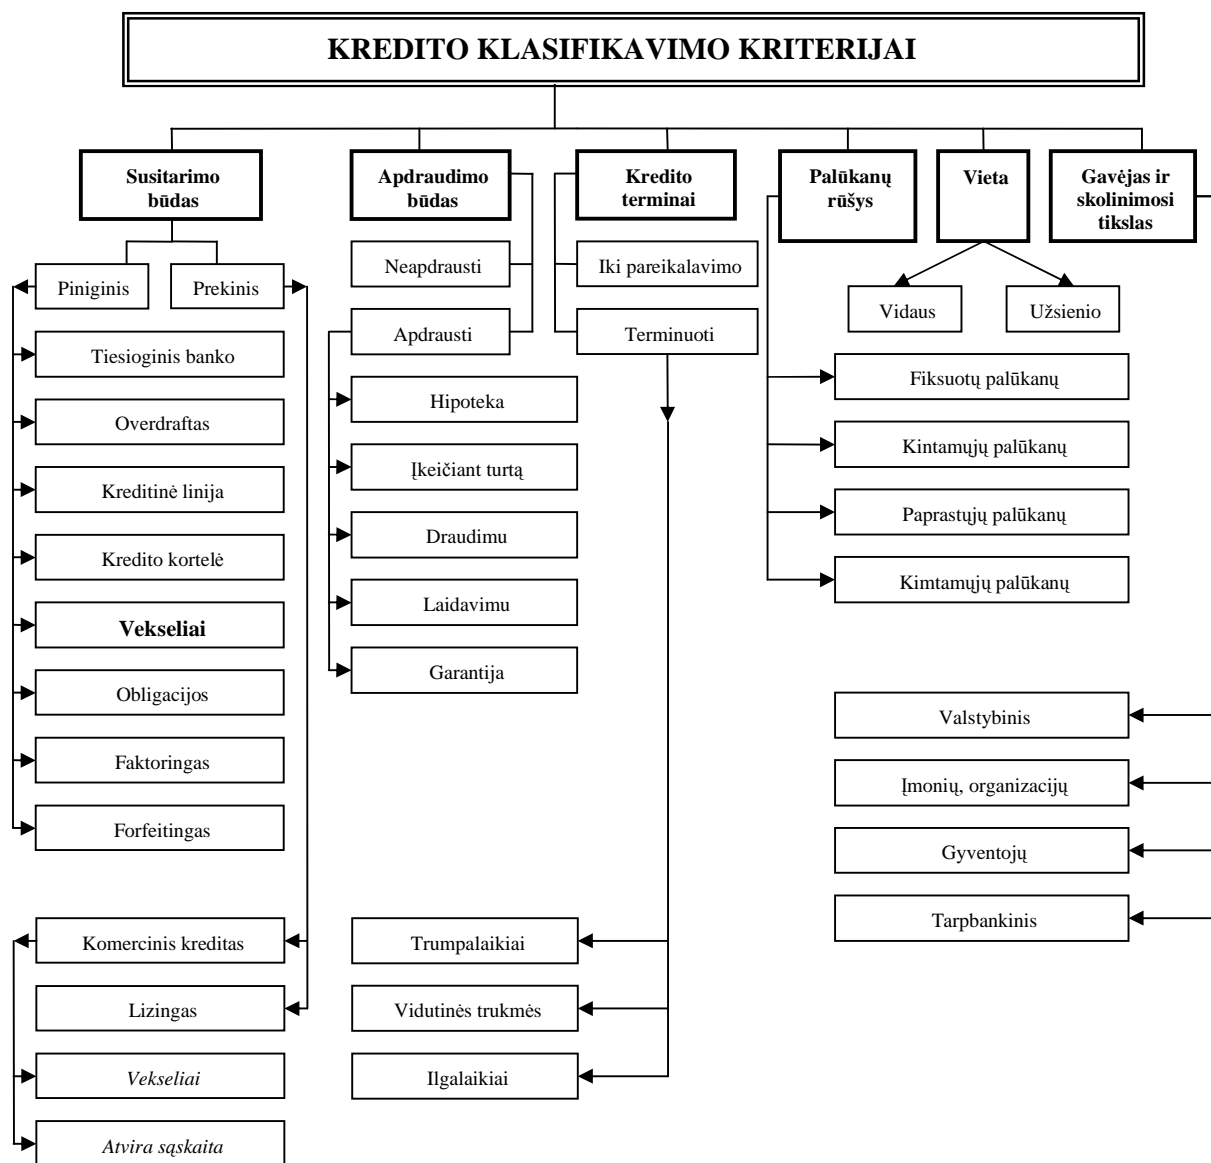 KREDITO KLASIFIKAVIMO KRITERIJAI
Susitarimo
būdas
Apdraudimo
būdas
Kredito
terminai
Palūkanų
rūšys
Vieta
Gavėjas ir
skolinimosi
tikslas
Piniginis
Prekinis
Tiesioginis banko
Overdraftas
Kreditinė linija
Kredito kortelė
Vekseliai
Obligacijos
Faktoringas
Forfeitingas
Komercinis kreditas
Lizingas
Vekseliai
Atvira sąskaita
Neapdrausti
Apdrausti
Hipoteka
Įkeičiant turtą
Draudimu
Laidavimu
Garantija
Iki pareikalavimo
Terminuoti
Trumpalaikiai
Vidutinės trukmės
Ilgalaikiai
Vidaus
Užsienio
Fiksuotų palūkanų
Kintamųjų palūkanų
Paprastųjų palūkanų
Kimtamųjų palūkanų
Valstybinis
Įmonių, organizacijų
Gyventojų
Tarpbankinis